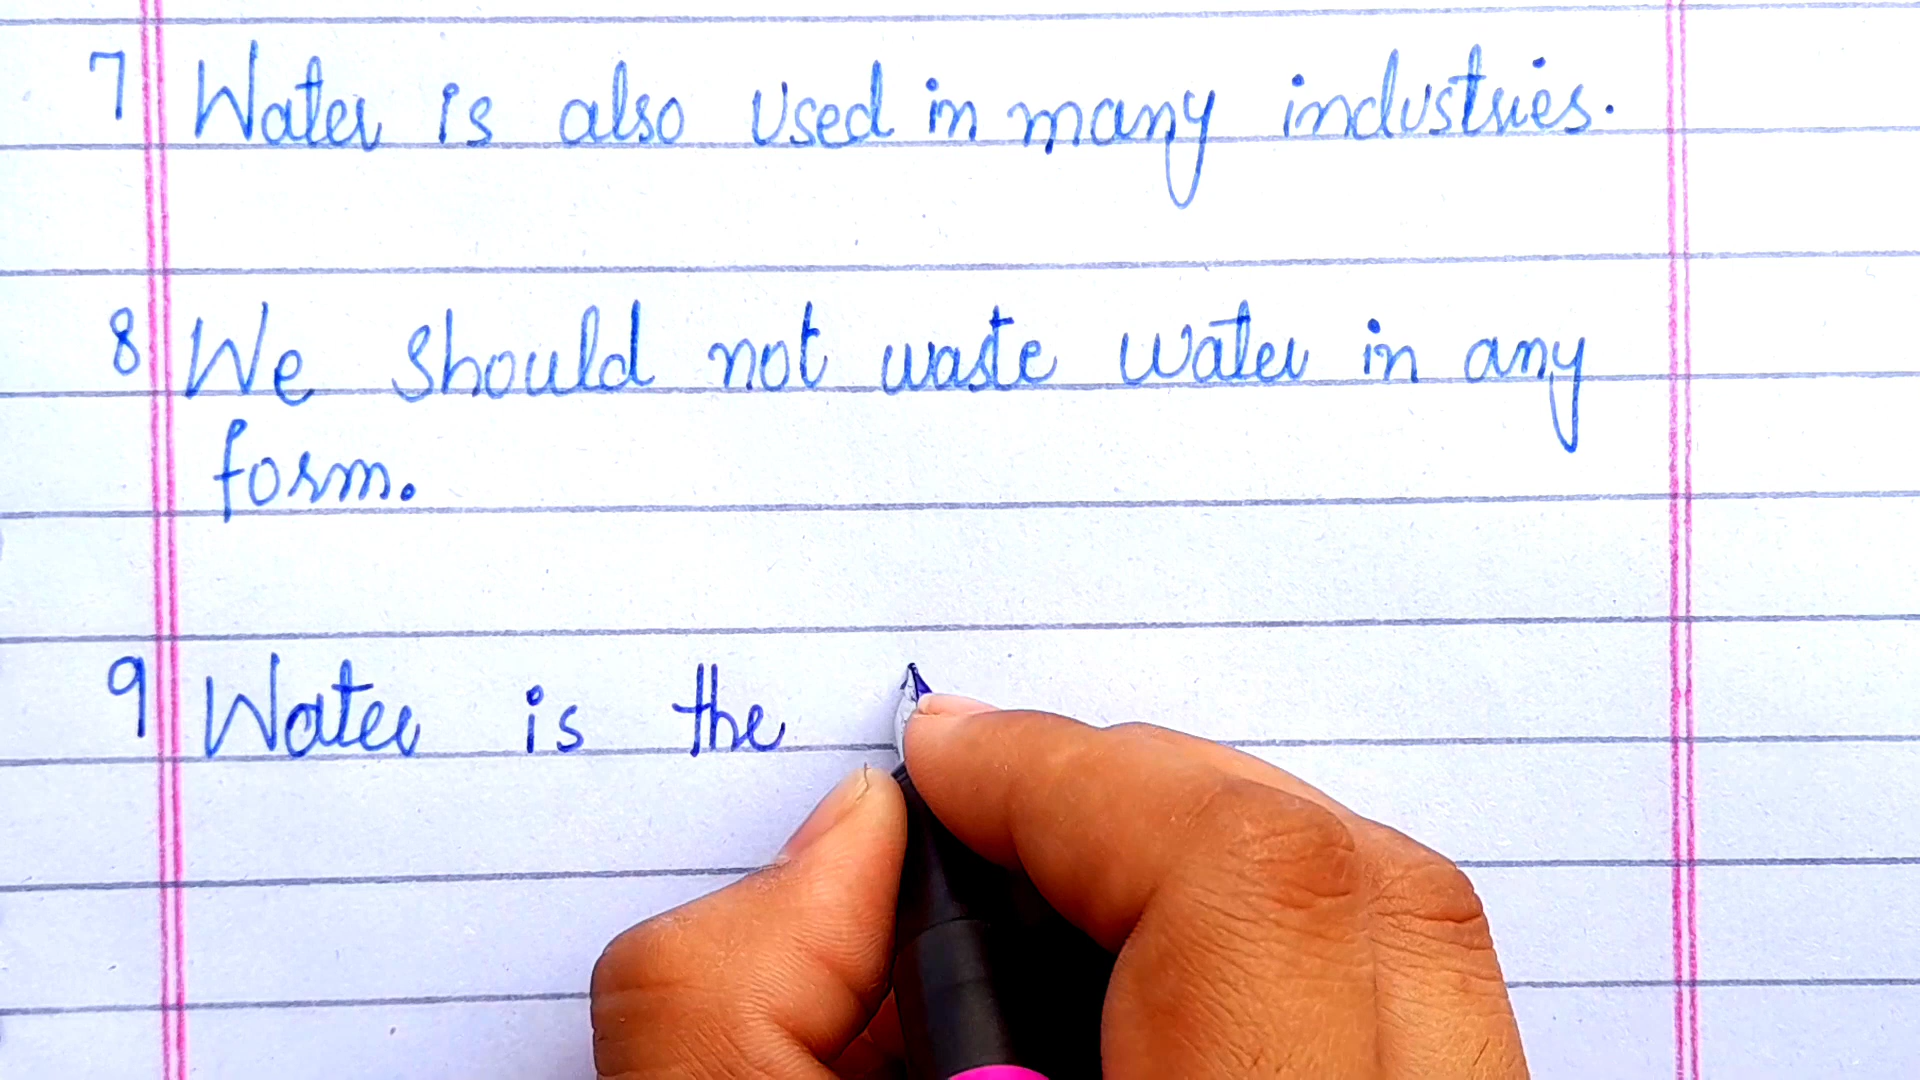 7 Water is also used in many industries.
8 We should not waste water in any
form.
9 Water is the